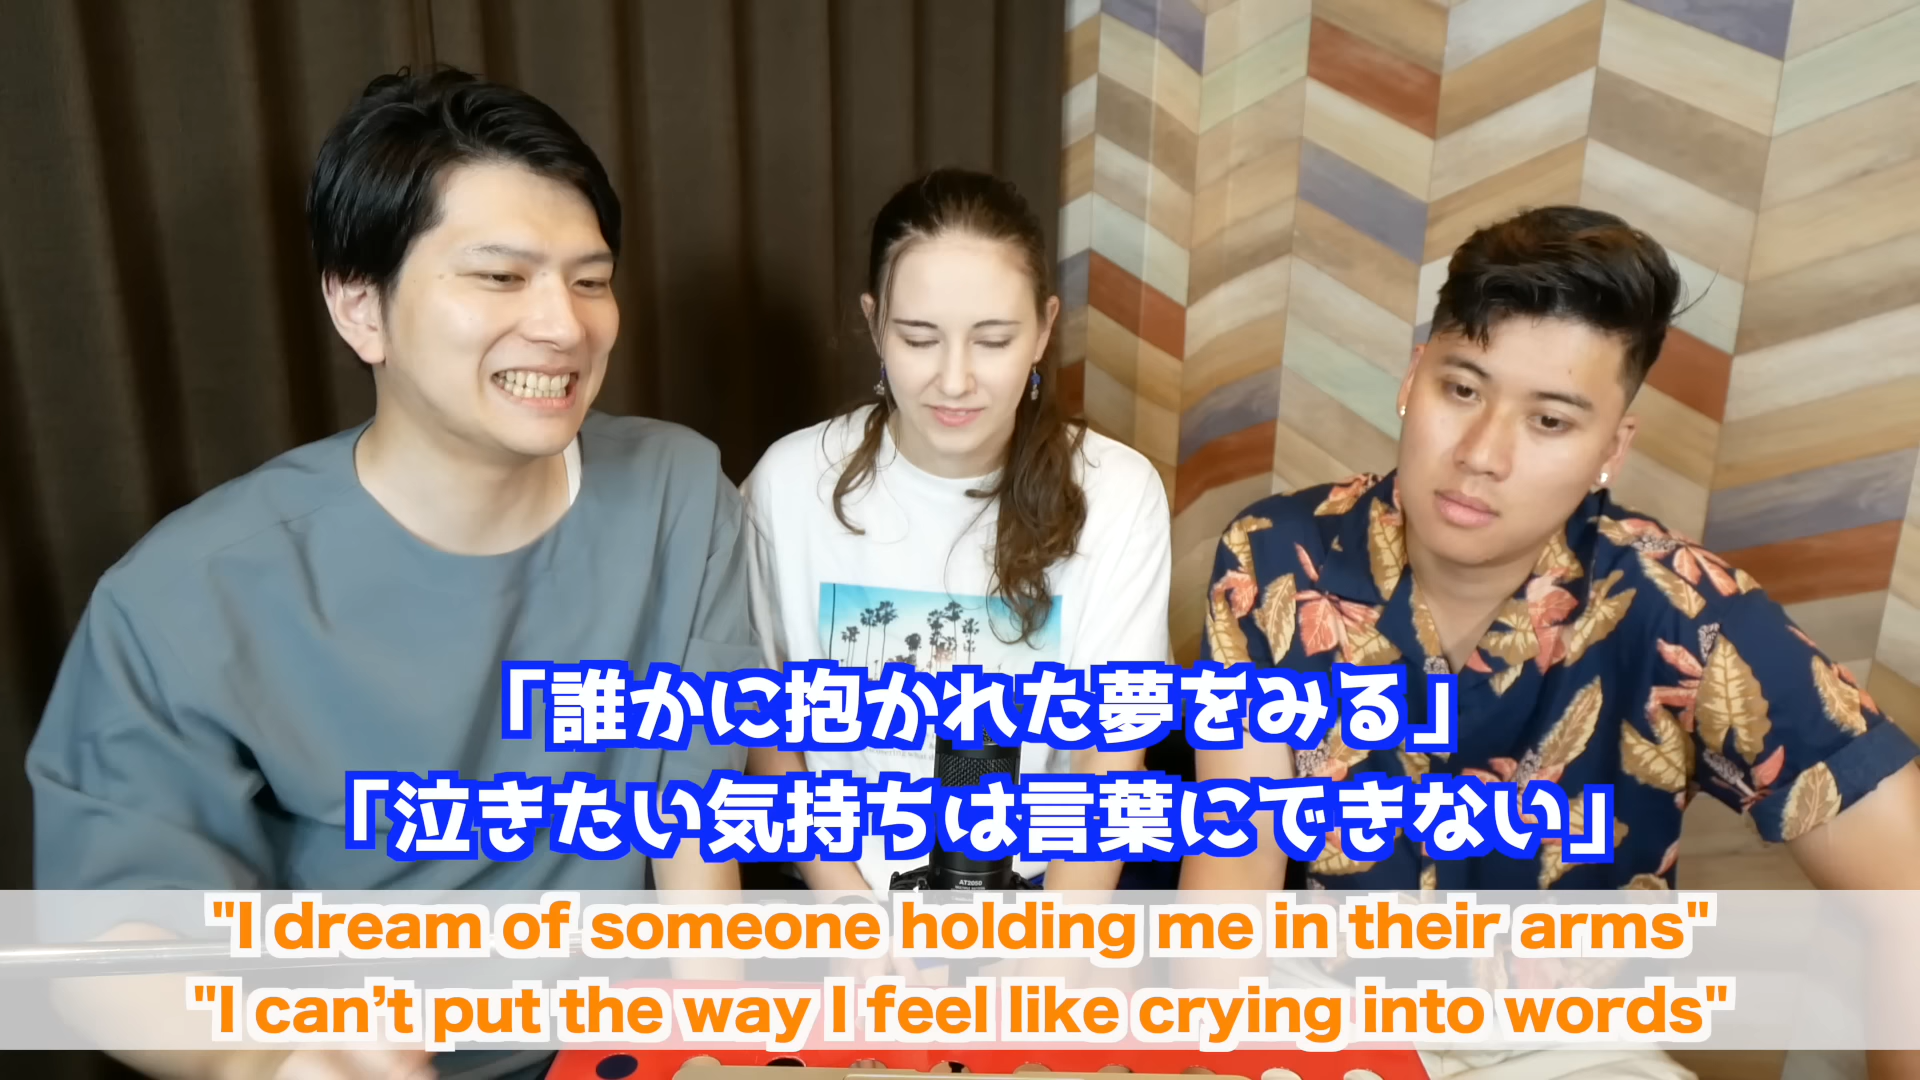 「誰かに抱かれた夢をみる」
「泣きたい気持ちは言葉にできない」
AT2050
"I dream of someone holding me in their arms"
"I can’t put the way I feel like crying into words"